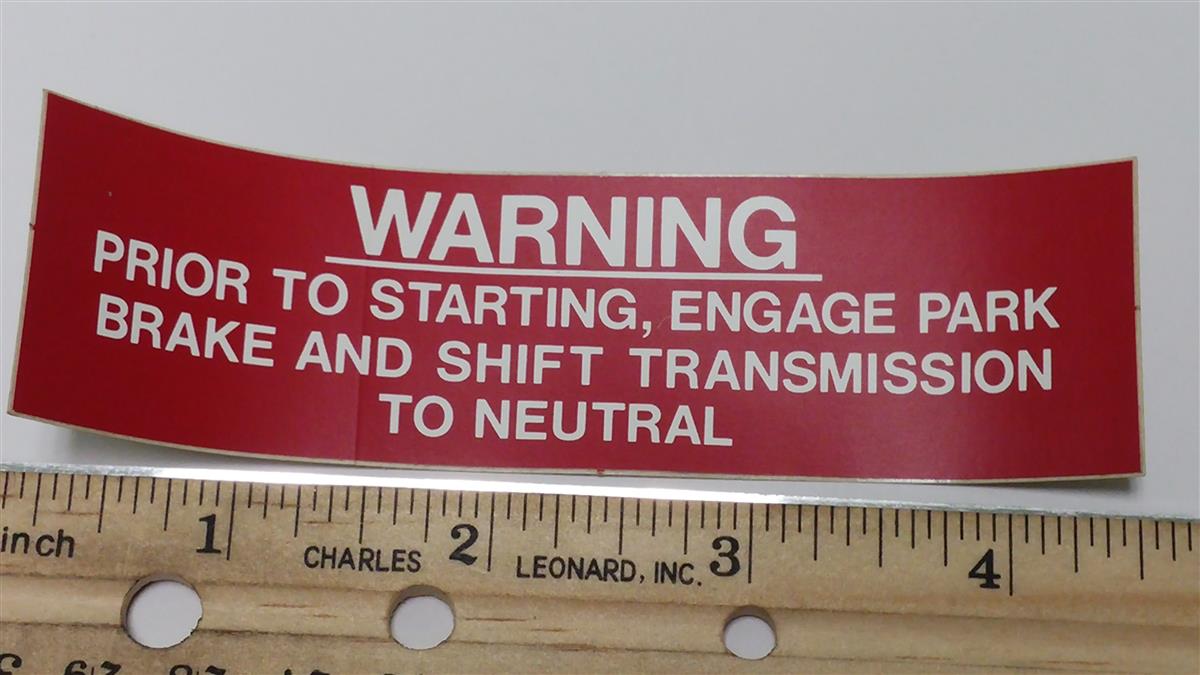 WARNING
PRIOR TO STARTING, ENGAGE PARK
BRAKE AND SHIFT TRANSMISSION
TO NEUTRAL
inch 1 2 3 4
CHARLES LEONARD, INC.